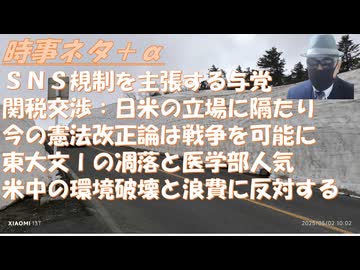 時事ネタ+α
SNS規制を主張する与党
関税交渉:日米の立場に隔たり
今の憲法改正論は戦争を可能に
東大文Iの凋落と医学部人気
米中の環境破壊と浪費に反対する
XIAOMI 13T
2025/05/02 10:02